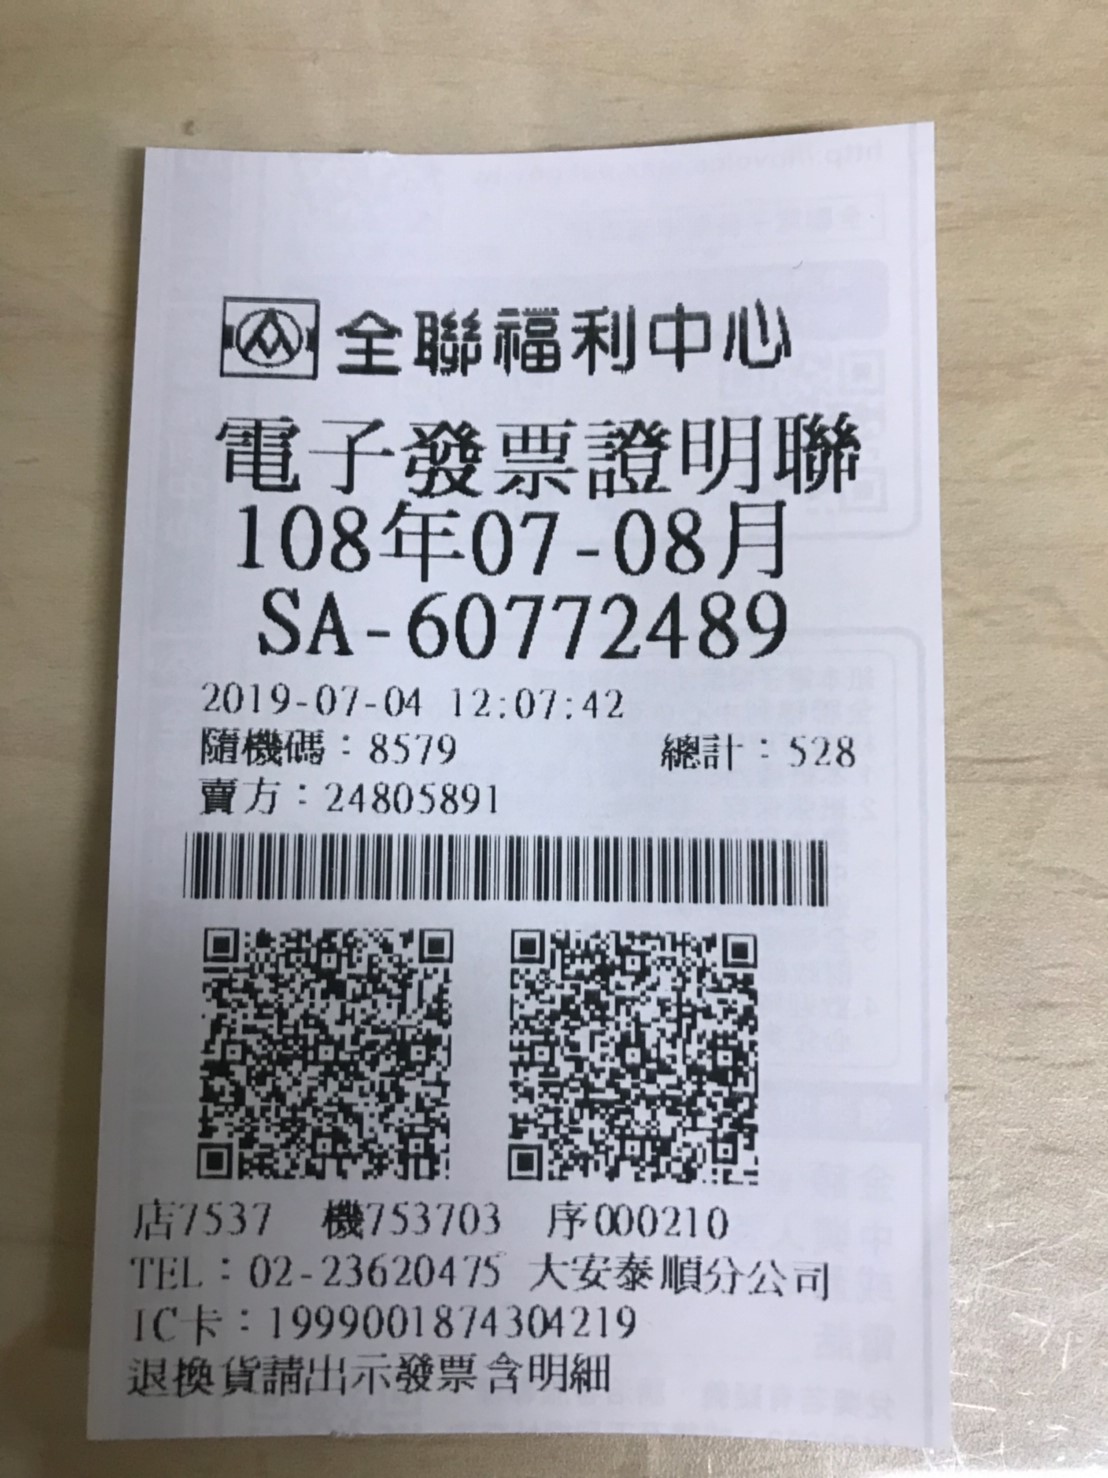 全聯福利中心
電子發票證明聯
108年07-08月
SA-60772489
2019-07-04 12:07:42
隨機碼：8579 總計：528
賣方：24805891
店7537 機753703 序000210
TEL：02-23620475 大安泰順分公司
IC卡：1999001874304219
退換貨請出示發票含明細